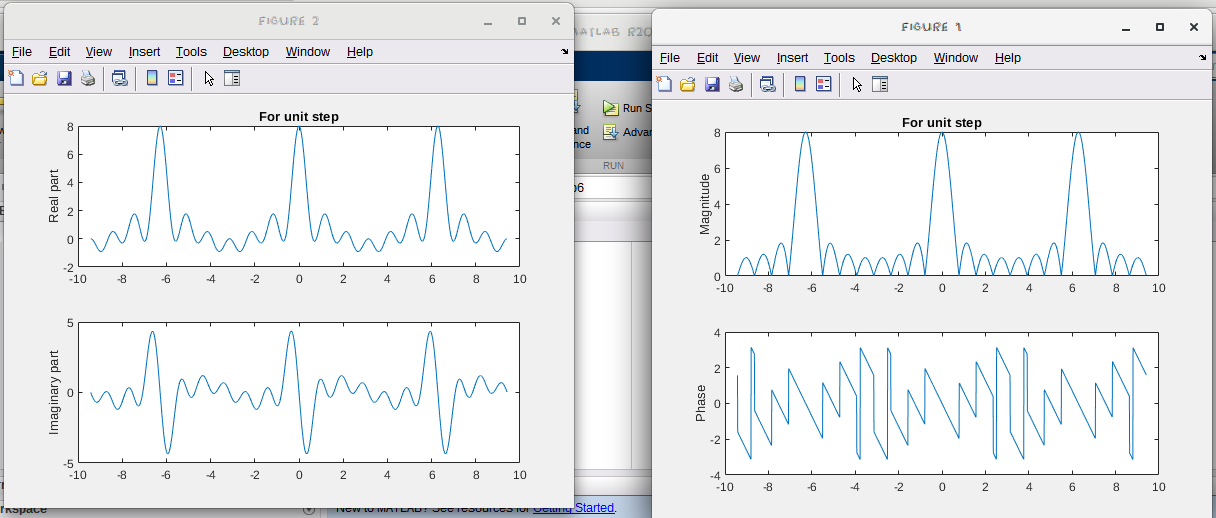 FIGURE 2
File Edit View Insert Tools Desktop Window Help
For unit step
Real part
8
6
4
2
0
-2
-10 -8 -6 -4 -2 0 2 4 6 8 10
Imaginary part
5
0
-5
-10 -8 -6 -4 -2 0 2 4 6 8 10
MATLAB R20
Run S
and
Advan
nce
RUN
FIGURE 1
File Edit View Insert Tools Desktop Window Help
For unit step
Magnitude
8
6
4
2
0
-10 -8 -6 -4 -2 0 2 4 6 8 10
Phase
4
2
0
-2
-4
-10 -8 -6 -4 -2 0 2 4 6 8 10
rkspace
New to MATLAB? See resources for Getting Started.